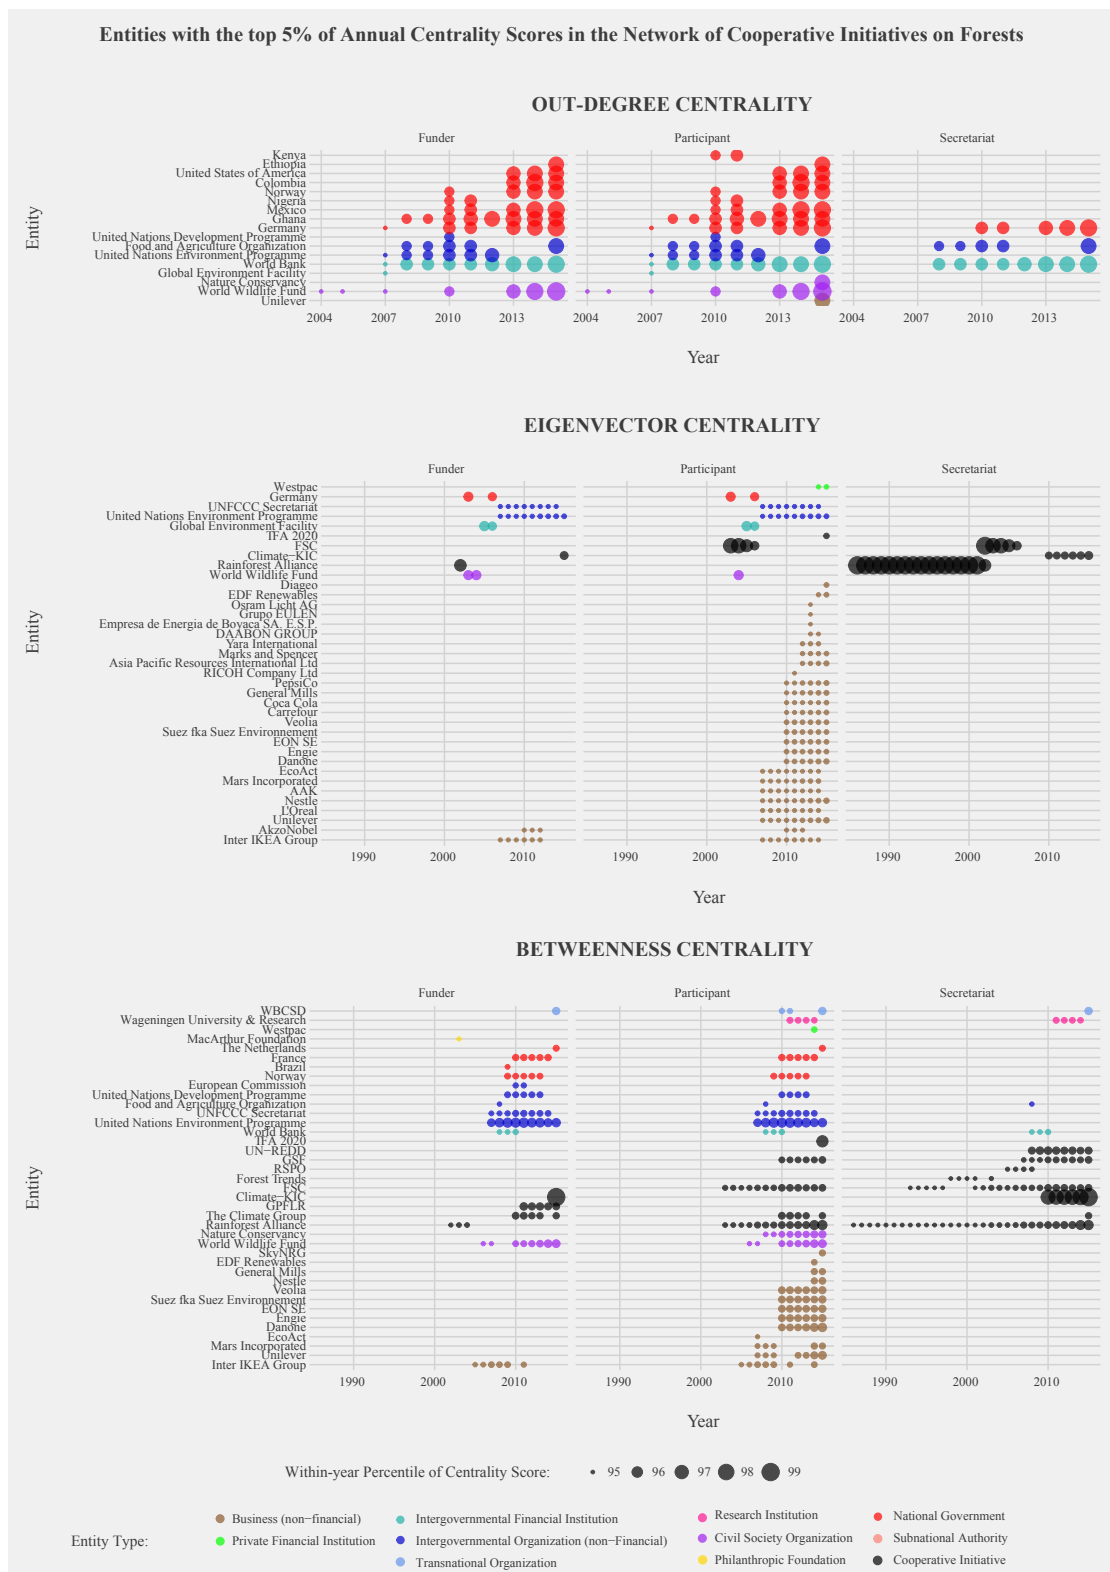 Entities with the top 5% of Annual Centrality Scores in the Network of Cooperative Initiatives on Forests
OUT-DEGREE CENTRALITY
Funder Participant Secretariat
Entity
Kenya
Ethiopia
United States of America
Colombia
Norway
Nigeria
Mexico
Ghana
Germany
United Nations Development Programme
Food and Agriculture Organization
United Nations Environment Programme
World Bank
Global Environment Facility
Nature Conservancy
World Wildlife Fund
Unilever
2004 2007 2010 2013 2004 2007 2010 2013 2004 2007 2010 2013
Year
EIGENVECTOR CENTRALITY
Funder Participant Secretariat
Entity
Westpac
Germany
UNFCCC Secretariat
United Nations Environment Programme
Global Environment Facility
TFA 2020
FSC
Climate−KIC
Rainforest Alliance
World Wildlife Fund
Diageo
EDF Renewables
Osram Licht AG
Grupo EULEN
Empresa de Energia de Boyaca SA. E.S.P.
DAABON GROUP
Yara International
Marks and Spencer
Asia Pacific Resources International Ltd
RICOH Company Ltd
PepsiCo
General Mills
Coca Cola
Carrefour
Veolia
Suez fka Suez Environnement
EON SE
Engie
Danone
EcoAct
Mars Incorporated
AAK
Nestle
L'Oreal
Unilever
AkzoNobel
Inter IKEA Group
1990 2000 2010 1990 2000 2010 1990 2000 2010
Year
BETWEENNESS CENTRALITY
Funder Participant Secretariat
Entity
WBCSD
Wageningen University & Research
Westpac
MacArthur Foundation
The Netherlands
France
Brazil
Norway
European Commission
United Nations Development Programme
Food and Agriculture Organization
UNFCCC Secretariat
United Nations Environment Programme
World Bank
TFA 2020
UN−REDD
GSF
RSPO
Forest Trends
FSC
Climate−KIC
GPFLR
The Climate Group
Rainforest Alliance
Nature Conservancy
World Wildlife Fund
SkyNRG
EDF Renewables
General Mills
Nestle
Veolia
Suez fka Suez Environnement
EON SE
Engie
Danone
EcoAct
Mars Incorporated
Unilever
Inter IKEA Group
1990 2000 2010 1990 2000 2010 1990 2000 2010
Year
Within-year Percentile of Centrality Score: 95 96 97 98 99
Entity Type:
Business (non-financial)
Private Financial Institution
Intergovernmental Financial Institution
Intergovernmental Organization (non-Financial)
Transnational Organization
Research Institution
Civil Society Organization
Philanthropic Foundation
National Government
Subnational Authority
Cooperative Initiative